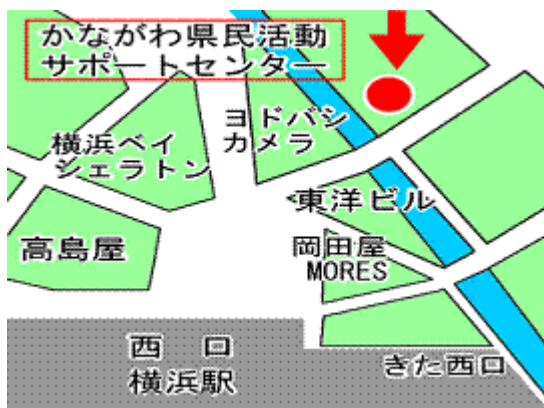 かながわ県民活動
サポートセンター
ヨドバシ
カメラ
横浜ベイ
シェラトン
東洋ビル
高島屋
岡田屋
MORES
西 口
横浜駅
きた西口